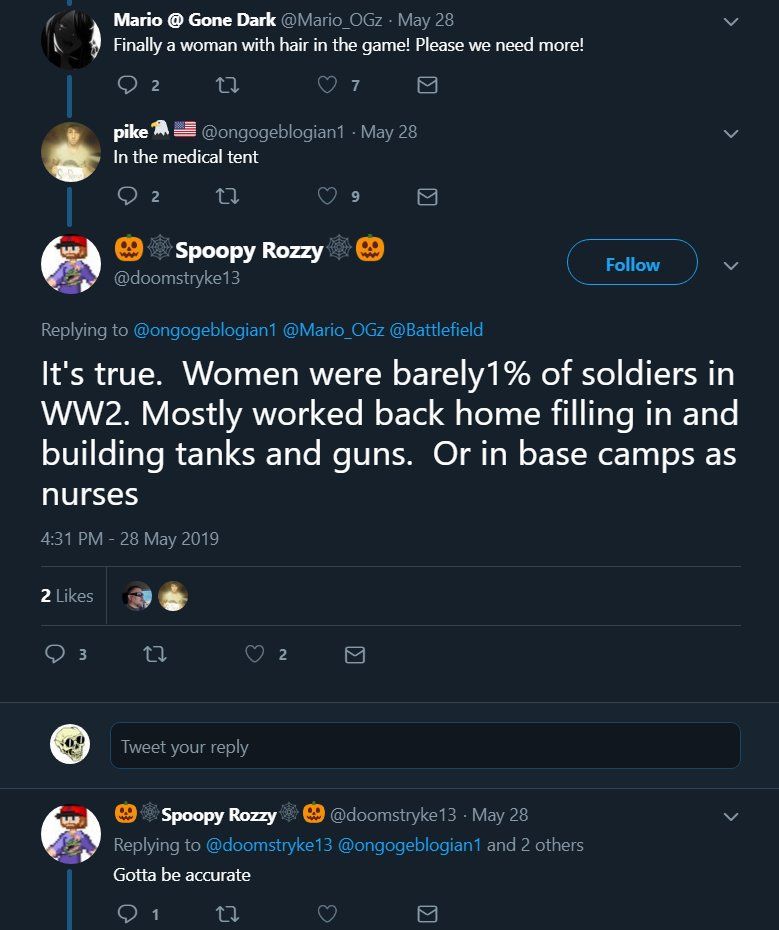 Mario @ Gone Dark @Mario_OGz · May 28
Finally a woman with hair in the game! Please we need more!
2 7
pike🦅🇺🇸 @ongogeblogian1 · May 28
In the medical tent
2 9
🎃🕸Spoopy Rozzy🕸🎃
@doomstryke13
Follow
Replying to @ongogeblogian1 @Mario_OGz @Battlefield
It's true.  Women were barely1% of soldiers in
WW2. Mostly worked back home filling in and
building tanks and guns.  Or in base camps as
nurses
4:31 PM - 28 May 2019
2 Likes
3 2
Tweet your reply
🎃🕸Spoopy Rozzy🕸🎃 @doomstryke13 · May 28
Replying to @doomstryke13 @ongogeblogian1 and 2 others
Gotta be accurate
1